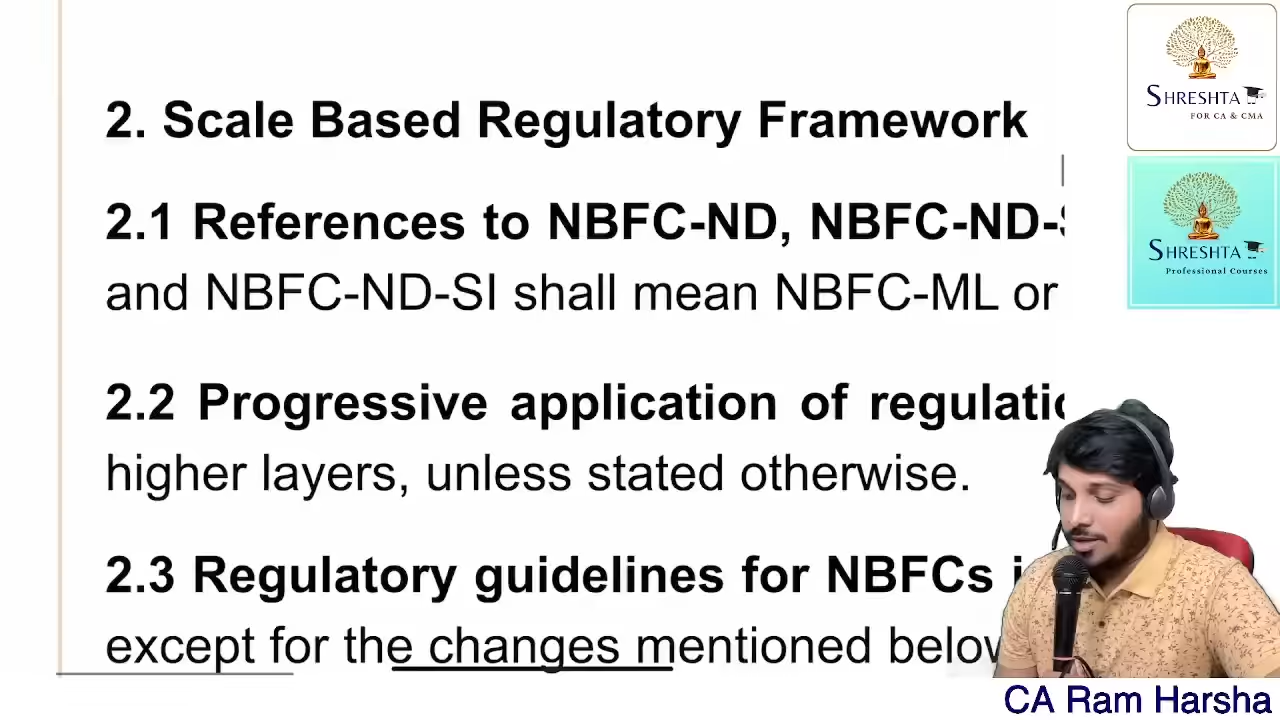 2. Scale Based Regulatory Framework
2.1 References to NBFC-ND, NBFC-ND-
and NBFC-ND-SI shall mean NBFC-ML or
2.2 Progressive application of
higher layers, unless stated otherwise.
2.3 Regulatory guidelines for NBFCs
except for the changes mentioned
SHRESHTA
FOR CA & CMA
SHRESHTA
Professional Courses
CA Ram Harsha